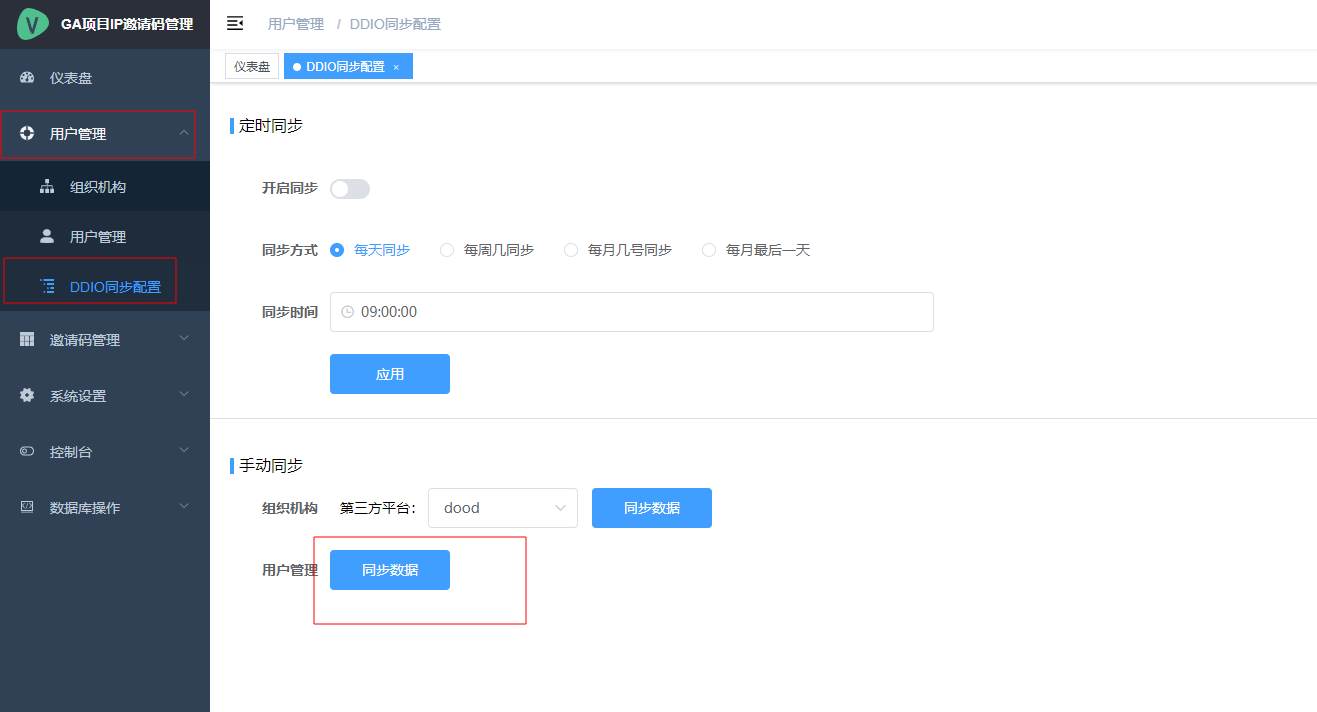 V
GA项目IP邀请码管理
仪表盘
用户管理
组织机构
用户管理
DDIO同步配置
邀请码管理
系统设置
控制台
数据库操作
用户管理 / DDIO同步配置
仪表盘
DDIO同步配置 ×
定时同步
开启同步
同步方式 每天同步 每周几同步 每月几号同步 每月最后一天
同步时间 09:00:00
应用
手动同步
组织机构 第三方平台: dood 同步数据
用户管理 同步数据